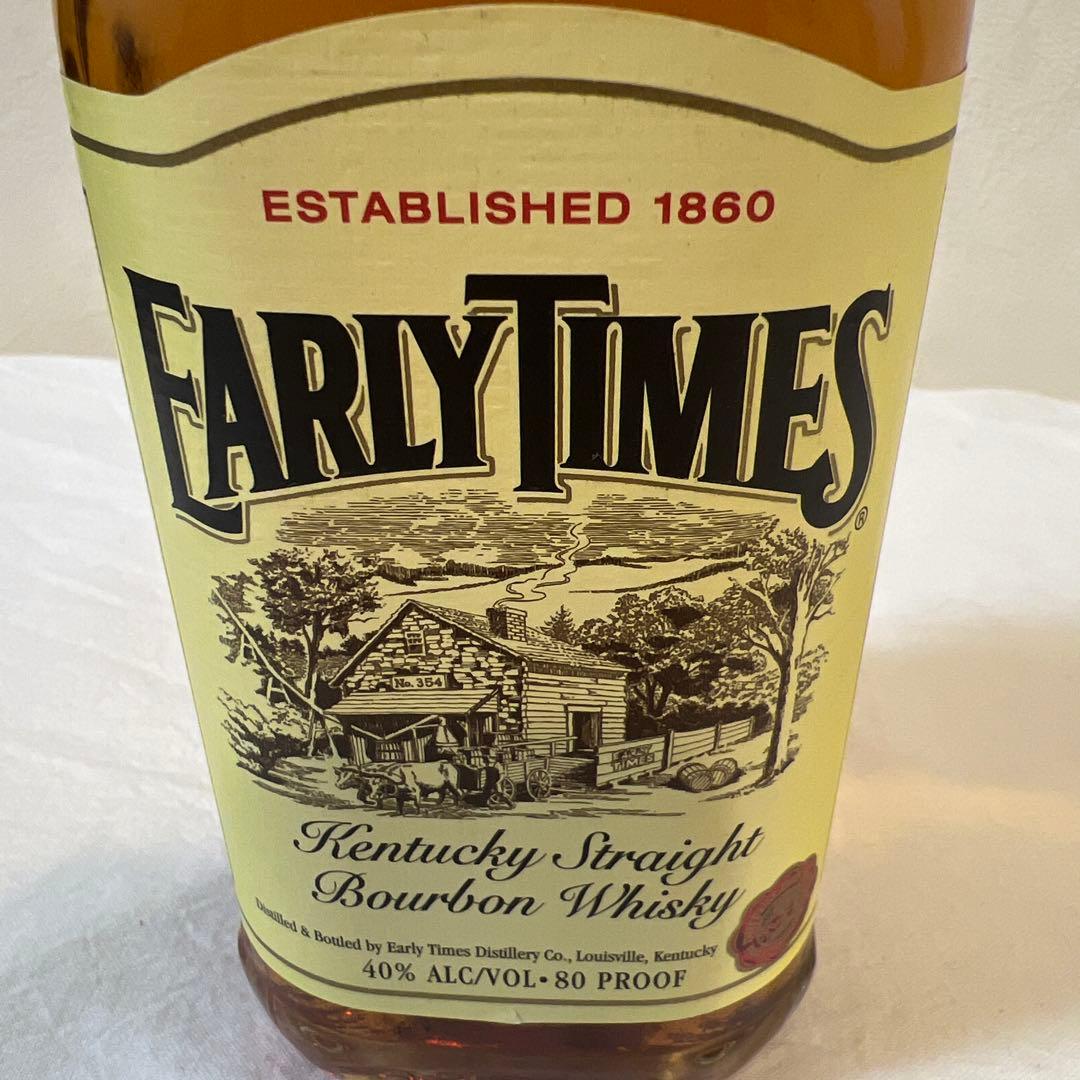 ESTABLISHED 1860
EARLY TIMES®
No. 354
EARLY
TIMES
Kentucky Straight
Bourbon Whisky
Distilled & Bottled by Early Times Distillery Co., Louisville, Kentucky
40% ALC/VOL • 80 PROOF